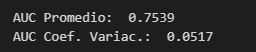 AUC Promedio:  0.7539
AUC Coef. Variac.:  0.0517